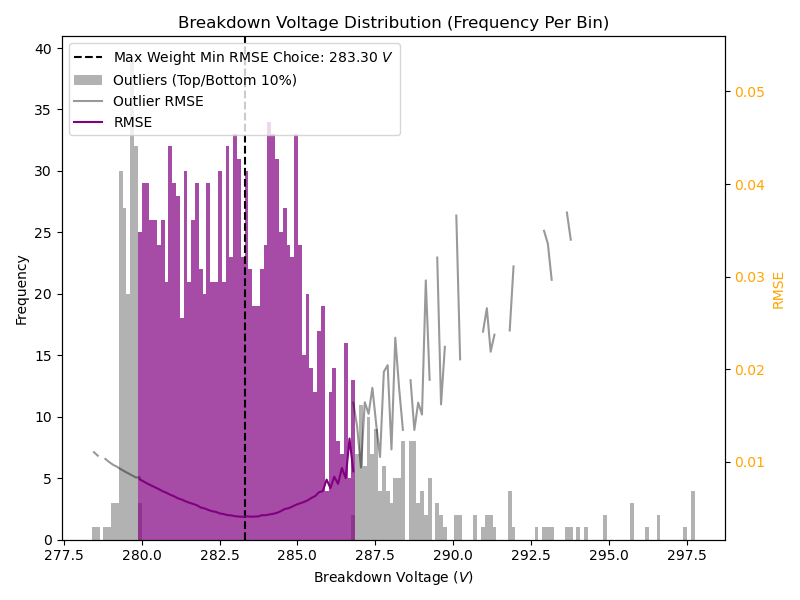 Breakdown Voltage Distribution (Frequency Per Bin)
Max Weight Min RMSE Choice: 283.30 V
Outliers (Top/Bottom 10%)
Outlier RMSE
RMSE
40
35
30
25
20
15
10
5
0
Frequency
0.05
0.04
0.03
0.02
0.01
RMSE
277.5 280.0 282.5 285.0 287.5 290.0 292.5 295.0 297.5
Breakdown Voltage (V)